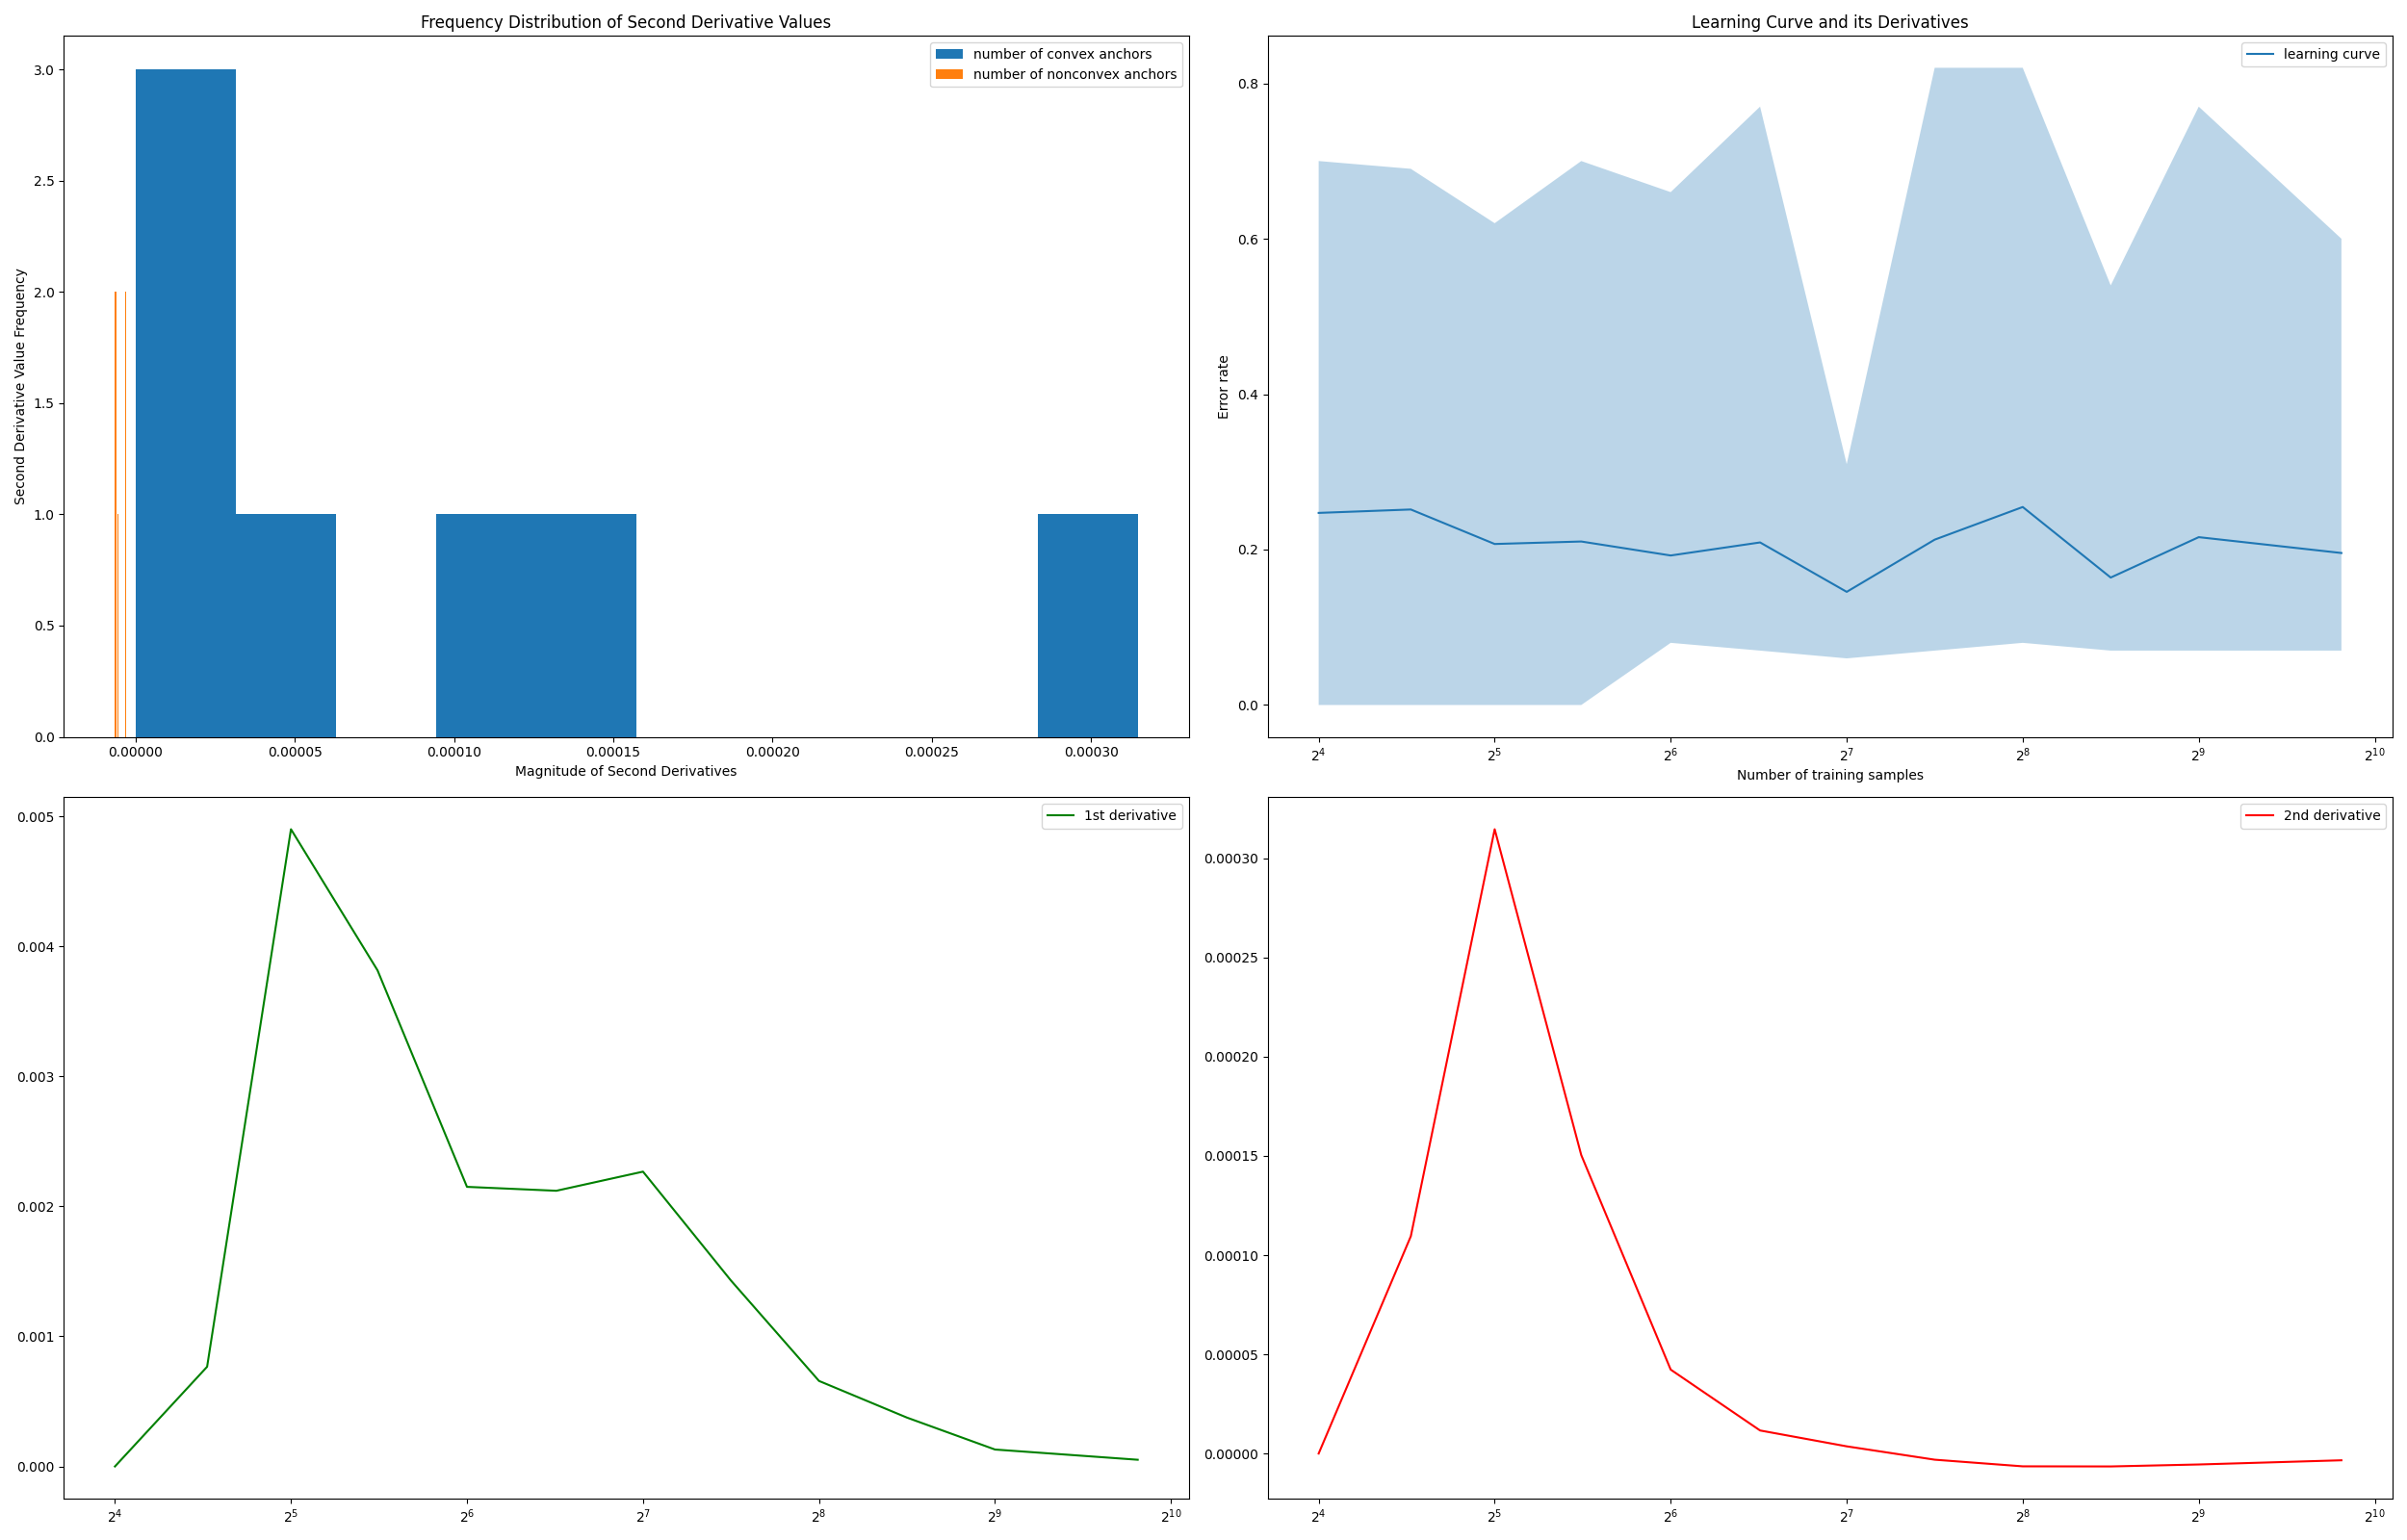 Frequency Distribution of Second Derivative Values
number of convex anchors
number of nonconvex anchors
Second Derivative Value Frequency
3.0
2.5
2.0
1.5
1.0
0.5
0.0
0.00000 0.00005 0.00010 0.00015 0.00020 0.00025 0.00030
Magnitude of Second Derivatives
Learning Curve and its Derivatives
learning curve
Error rate
0.8
0.6
0.4
0.2
0.0
2^4 2^5 2^6 2^7 2^8 2^9 2^10
Number of training samples
1st derivative
0.005
0.004
0.003
0.002
0.001
0.000
2^4 2^5 2^6 2^7 2^8 2^9 2^10
2nd derivative
0.00030
0.00025
0.00020
0.00015
0.00010
0.00005
0.00000
2^4 2^5 2^6 2^7 2^8 2^9 2^10